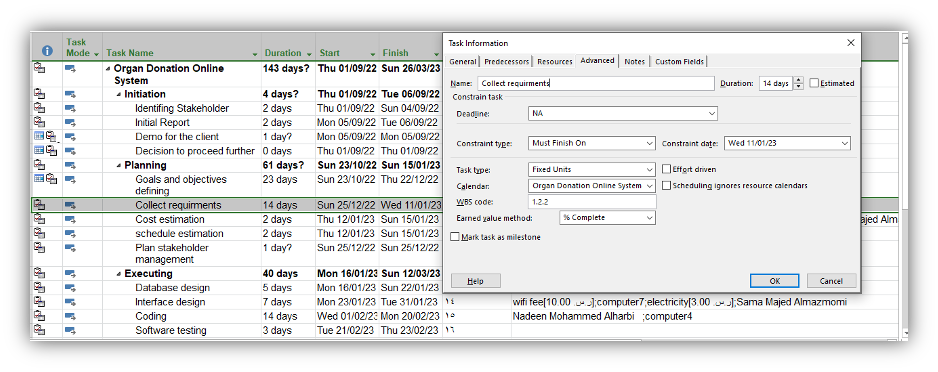 Task Information
General Predecessors Resources Advanced Notes Custom Fields
Name: Collect requirments Duration: 14 days Estimated
Constrain task
Deadline: NA
Constraint type: Must Finish On Constraint date: Wed 11/01/23
Task type: Fixed Units Effort driven
Calendar: Organ Donation Online System Scheduling ignores resource calendars
WBS code: 1.2.2
Earned value method: % Complete
Mark task as milestone
Help OK Cancel
Task Mode Task Name Duration Start Finish
Organ Donation Online System 143 days? Thu 01/09/22 Sun 26/03/23
Initiation 4 days? Thu 01/09/22 Tue 06/09/22
Identifing Stakeholder 2 days Thu 01/09/22 Sun 04/09/22
Initial Report 2 days Mon 05/09/22 Tue 06/09/22
Demo for the client 1 day? Mon 05/09/22 Mon 05/09/22
Decision to proceed further 0 days Thu 01/09/22 Thu 01/09/22
Planning 61 days? Sun 23/10/22 Sun 15/01/23
Goals and objectives defining 23 days Sun 23/10/22 Thu 22/12/22
Collect requirments 14 days Sun 25/12/22 Wed 11/01/23
Cost estimation 2 days Thu 12/01/23 Sun 15/01/23 ajed Alm
schedule estimation 2 days Thu 12/01/23 Sun 15/01/23
Plan stakeholder management 1 day? Sun 25/12/22 Sun 25/12/22
Executing 40 days Mon 16/01/23 Sun 12/03/23
Database design 5 days Mon 16/01/23 Sun 22/01/23
Interface design 7 days Mon 23/01/23 Tue 31/01/23 ١٤ wifi fee[ر.س. 10.00];computer7;electricity[ر.س. 3.00];Sama Majed Almazmomi
Coding 14 days Wed 01/02/23 Mon 20/02/23 ١٥ Nadeen Mohammed Alharbi ;computer4
Software testing 3 days Tue 21/02/23 Thu 23/02/23 ١٦